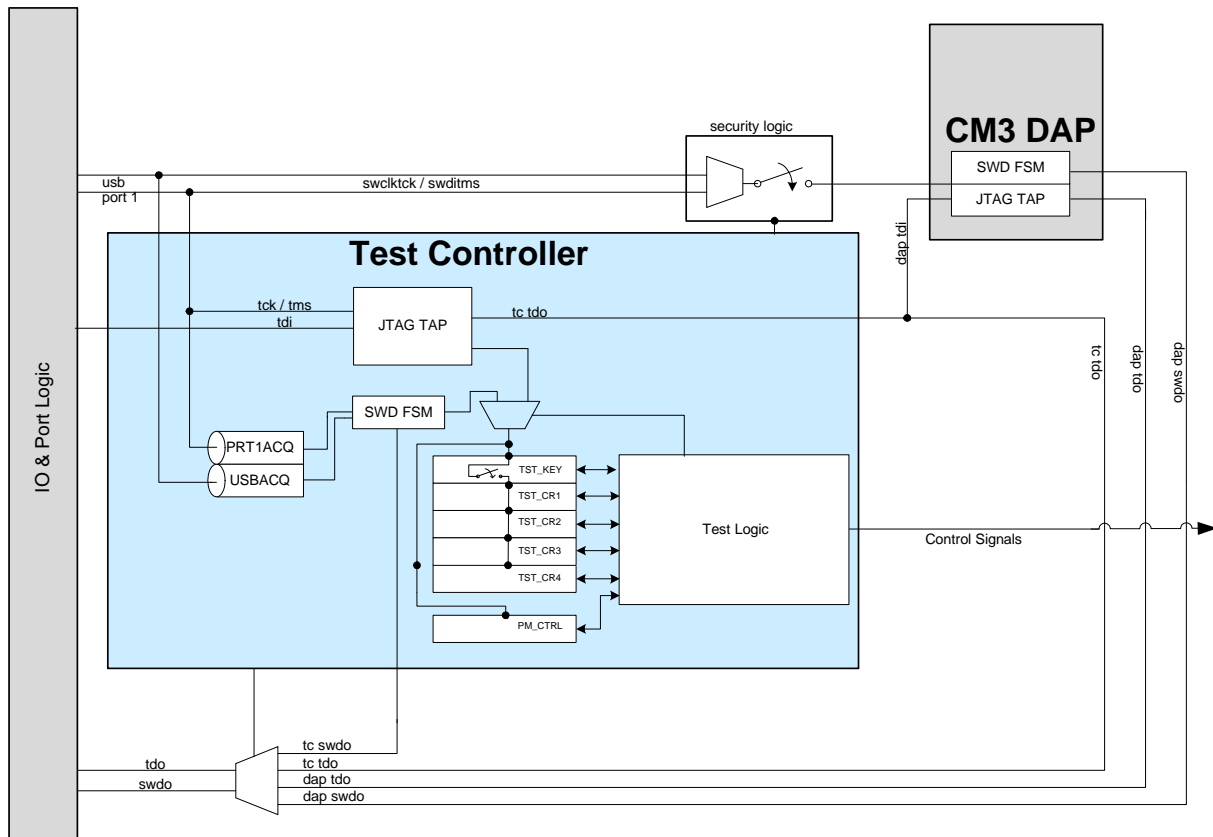 security logic
CM3 DAP
SWD FSM
JTAG TAP
usb
port 1
swclktck / swditms
dap tdi
Test Controller
tck / tms
tdi
JTAG TAP
tc tdo
tc tdo
dap tdo
dap swdo
IO & Port Logic
SWD FSM
PRT1ACQ
USBACQ
TST_KEY
TST_CR1
TST_CR2
TST_CR3
TST_CR4
PM_CTRL
Test Logic
Control Signals
tdo
swdo
tc swdo
tc tdo
dap tdo
dap swdo